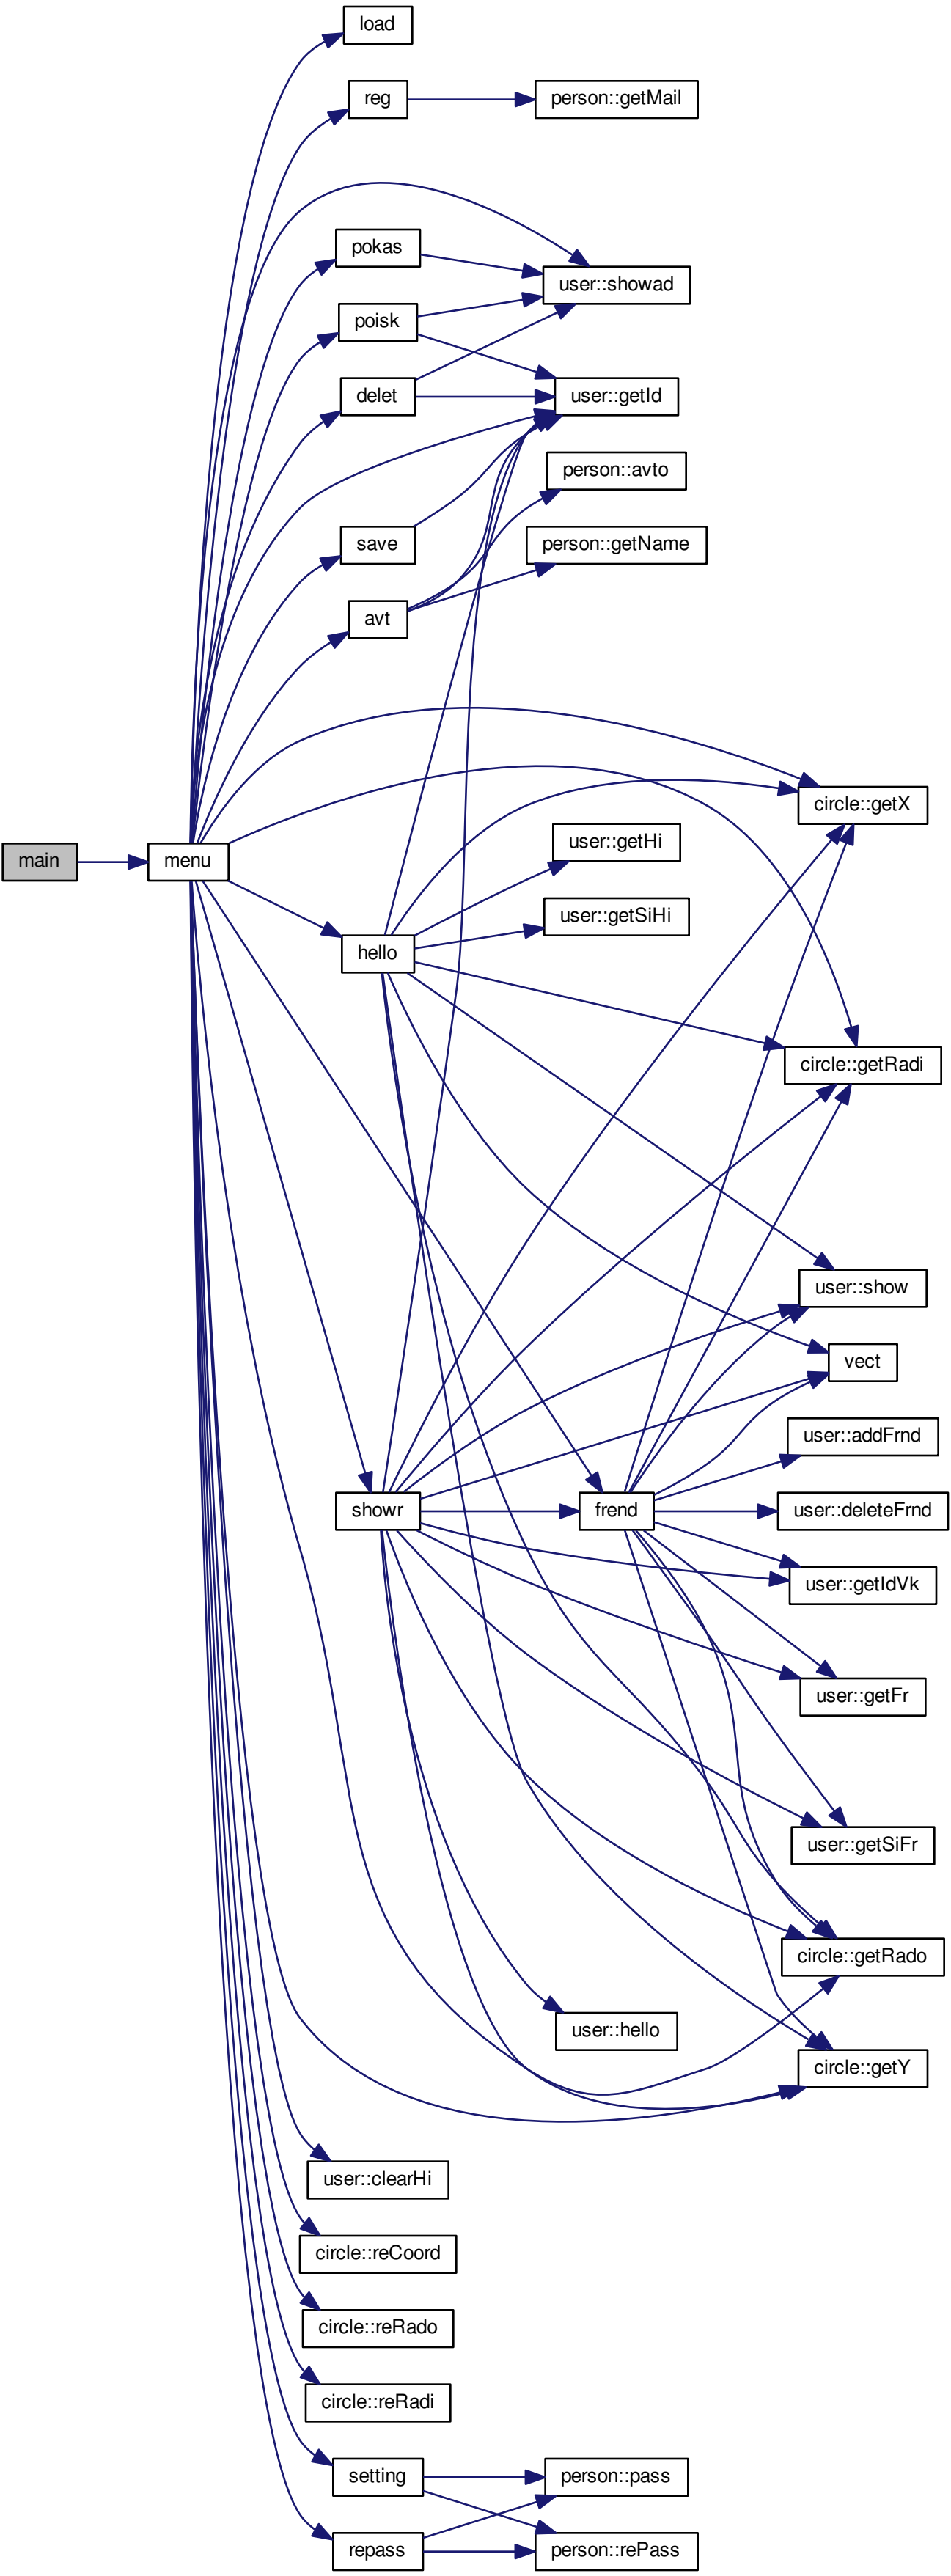 load
reg
person::getMail
pokas
user::showad
poisk
delet
user::getId
person::avto
save
person::getName
avt
circle::getX
user::getHi
main
menu
user::getSiHi
hello
circle::getRadi
user::show
vect
user::addFrnd
showr
frend
user::deleteFrnd
user::getIdVk
user::getFr
user::getSiFr
circle::getRado
user::hello
circle::getY
user::clearHi
circle::reCoord
circle::reRado
circle::reRadi
setting
person::pass
repass
person::rePass